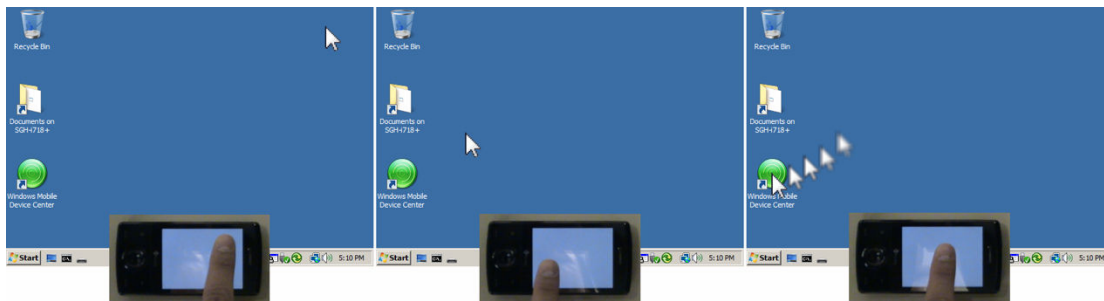 Recycle Bin
Documents on
SGH-i718+
Windows Mobile
Device Center
Start
5:10 PM
Recycle Bin
Documents on
SGH-i718+
Windows Mobile
Device Center
Start
5:10 PM
Recycle Bin
Documents on
SGH-i718+
Windows Mobile
Device Center
Start
5:10 PM